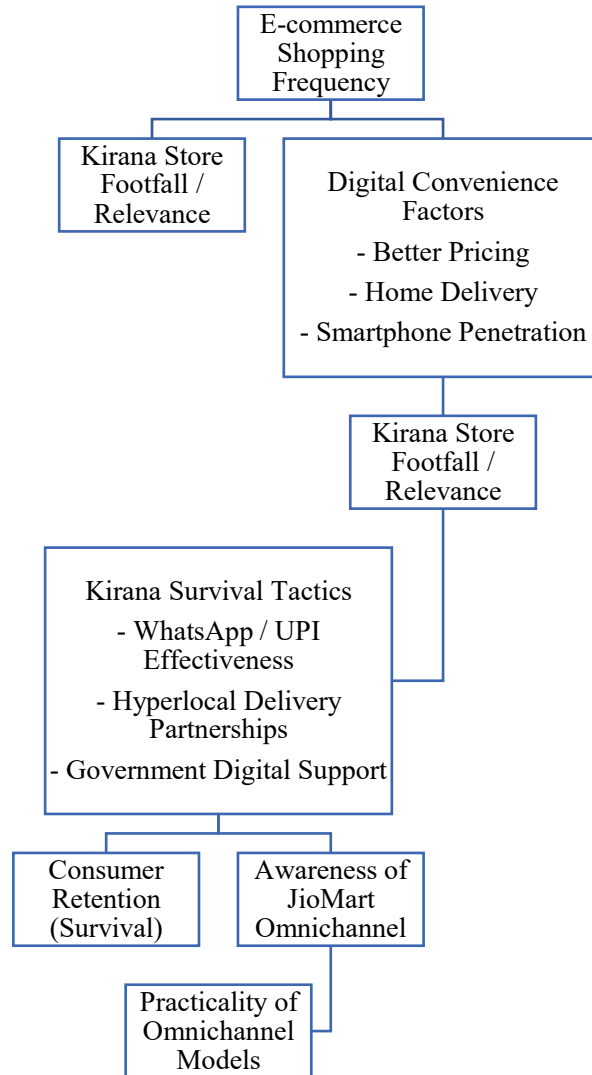 E-commerce
Shopping
Frequency
Kirana Store
Footfall /
Relevance
Digital Convenience
Factors
- Better Pricing
- Home Delivery
- Smartphone Penetration
Kirana Store
Footfall /
Relevance
Kirana Survival Tactics
- WhatsApp / UPI
Effectiveness
- Hyperlocal Delivery
Partnerships
- Government Digital Support
Consumer
Retention
(Survival)
Awareness of
JioMart
Omnichannel
Practicality of
Omnichannel
Models